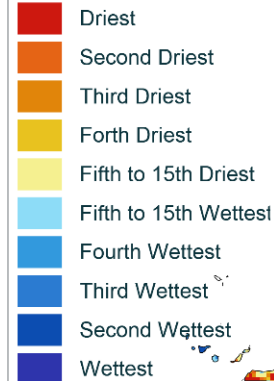 Driest
Second Driest
Third Driest
Forth Driest
Fifth to 15th Driest
Fifth to 15th Wettest
Fourth Wettest
Third Wettest
Second Wettest
Wettest